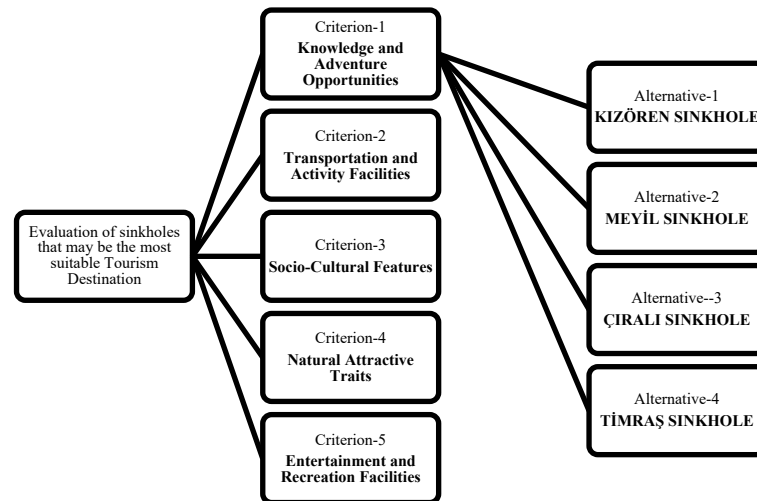 Evaluation of sinkholes
that may be the most
suitable Tourism
Destination
Criterion-1
Knowledge and
Adventure
Opportunities
Criterion-2
Transportation and
Activity Facilities
Criterion-3
Socio-Cultural Features
Criterion-4
Natural Attractive
Traits
Criterion-5
Entertainment and
Recreation Facilities
Alternative-1
KIZÖREN SINKHOLE
Alternative-2
MEYİL SINKHOLE
Alternative--3
ÇIRALI SINKHOLE
Alternative-4
TİMRAŞ SINKHOLE